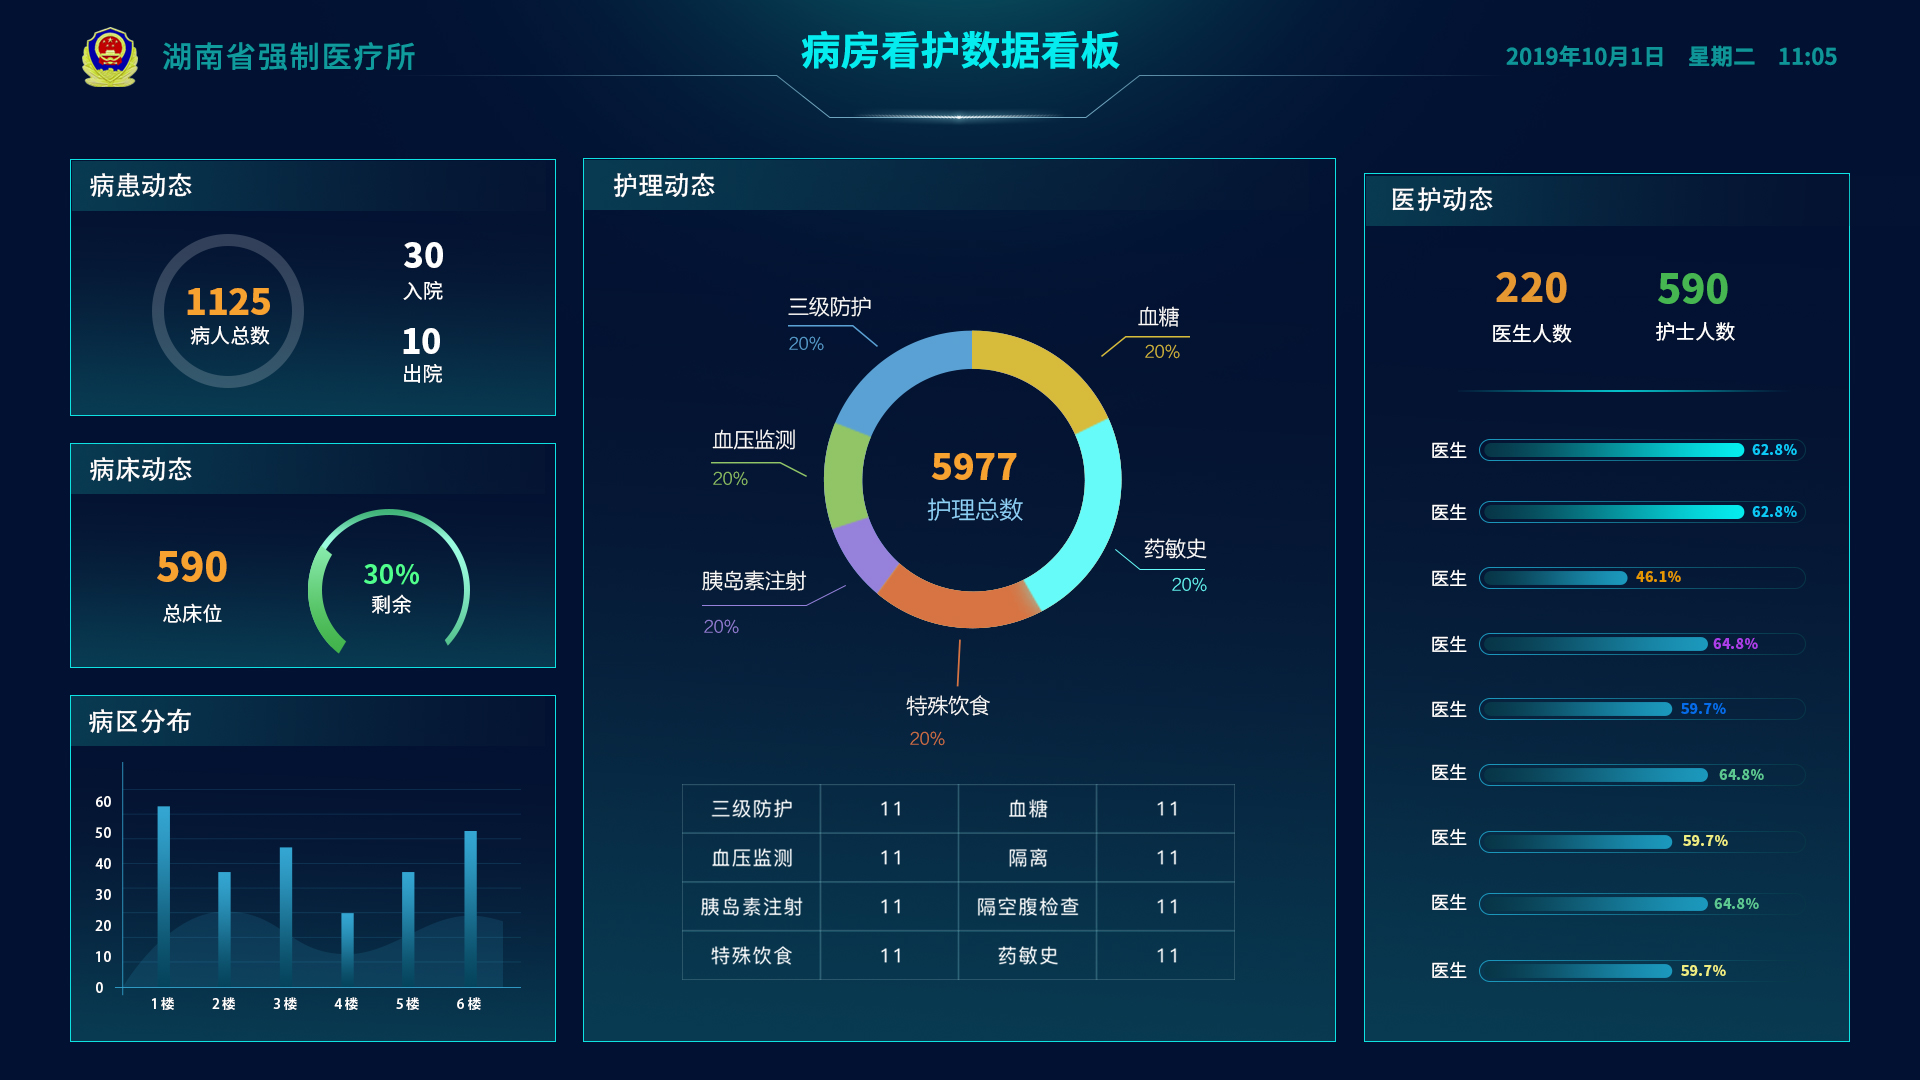 湖南省强制医疗所
病房看护数据看板
2019年10月1日 星期二 11:05
病患动态
1125
病人总数
30
入院
10
出院
病床动态
590
总床位
30%
剩余
病区分布
60
50
40
30
20
10
0
1楼 2楼 3楼 4楼 5楼 6楼
护理动态
三级防护
20%
血糖
20%
血压监测
20%
5977
护理总数
药敏史
20%
胰岛素注射
20%
特殊饮食
20%
三级防护 11 血糖 11
血压监测 11 隔离 11
胰岛素注射 11 隔空腹检查 11
特殊饮食 11 药敏史 11
医护动态
220
医生人数
590
护士人数
医生 62.8%
医生 62.8%
医生 46.1%
医生 64.8%
医生 59.7%
医生 64.8%
医生 59.7%
医生 64.8%
医生 59.7%